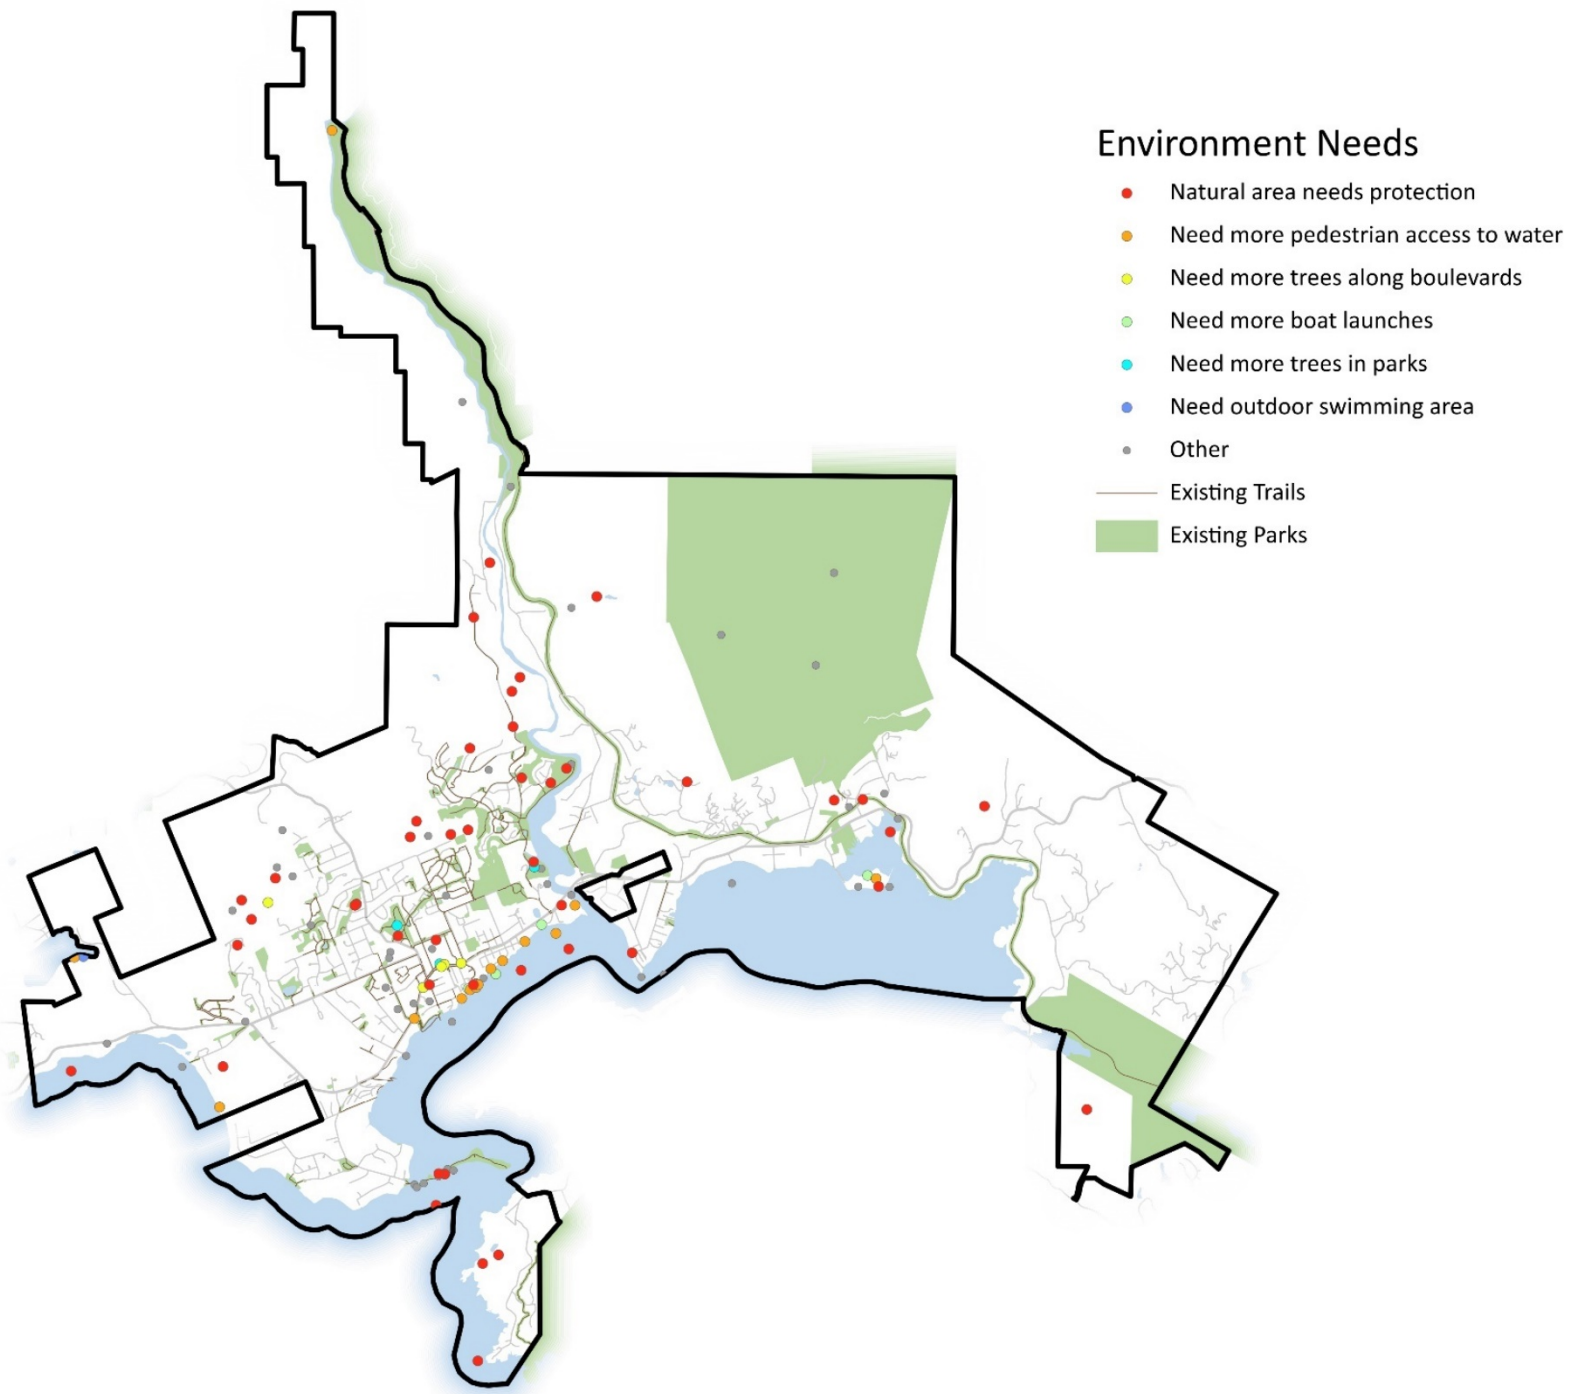 Environment Needs
Natural area needs protection
Need more pedestrian access to water
Need more trees along boulevards
Need more boat launches
Need more trees in parks
Need outdoor swimming area
Other
Existing Trails
Existing Parks